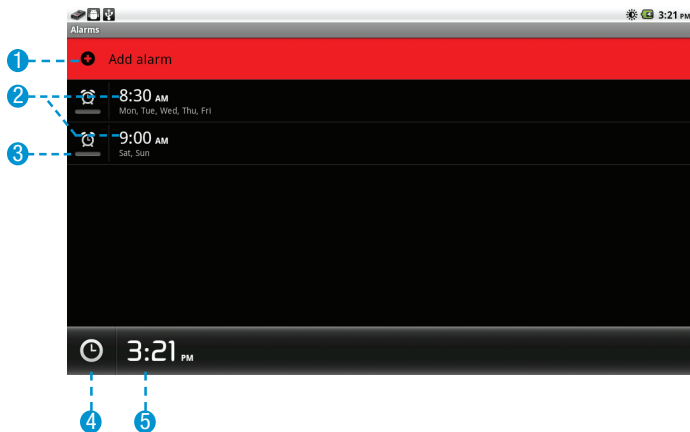 3:21 PM
Alarms
1
Add alarm
2
8:30 AM
Mon, Tue, Wed, Thu, Fri
9:00 AM
3
Sat, Sun
3:21 PM
4 5